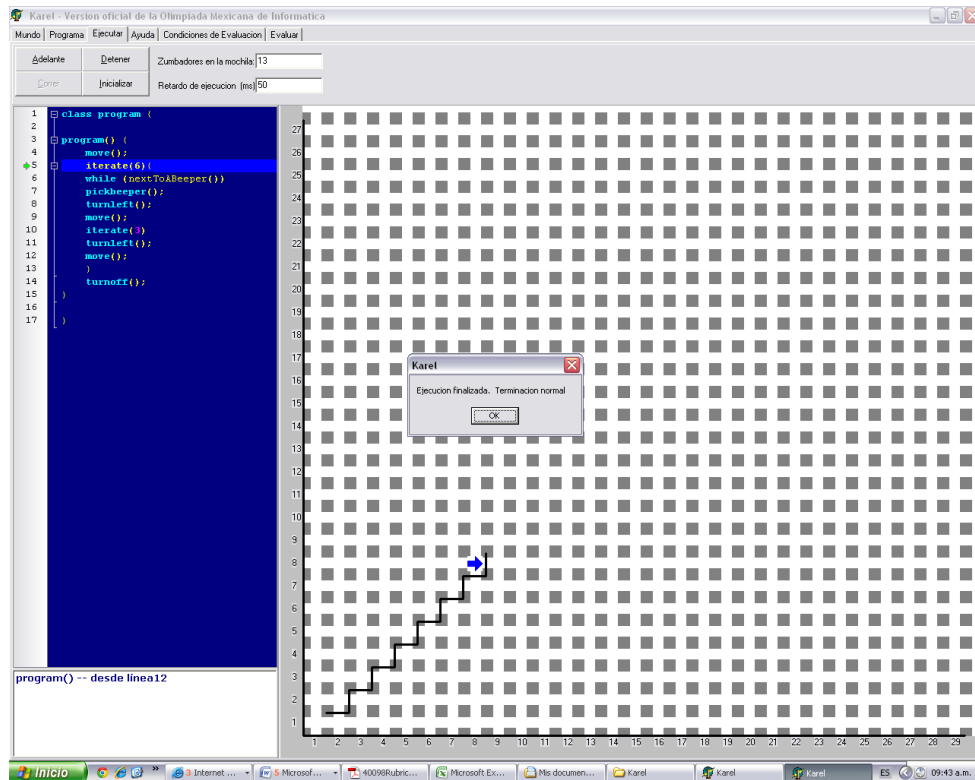 Karel - Version oficial de la Olimpiada Mexicana de Informatica
Mundo Programa Ejecutar Ayuda Condiciones de Evaluacion Evaluar
Adelante Detener Zumbadores en la mochila: 13
Correr Inicializar Retardo de ejecucion (ms) 50
1 class program {
2
3 program() {
4 move();
5 iterate(6){
6 while (nextToABeeper())
7 pickbeeper();
8 turnleft();
9 move();
10 iterate(3)
11 turnleft();
12 move();
13 }
14 turnoff();
15 }
16
17 }
27
26
25
24
23
22
21
20
19
18
17
16
15
14
13
12
11
10
9
8
7
6
5
4
3
2
1
Karel
Ejecucion finalizada. Terminacion normal
OK
1 2 3 4 5 6 7 8 9 10 11 12 13 14 15 16 17 18 19 20 21 22 23 24 25 26 27 28 29
program() -- desde línea12
Inicio » 3 Internet ... 5 Microsof... 40098Rubric... Microsoft Ex... Mis documen... Karel Karel Karel ES 09:43 a.m.